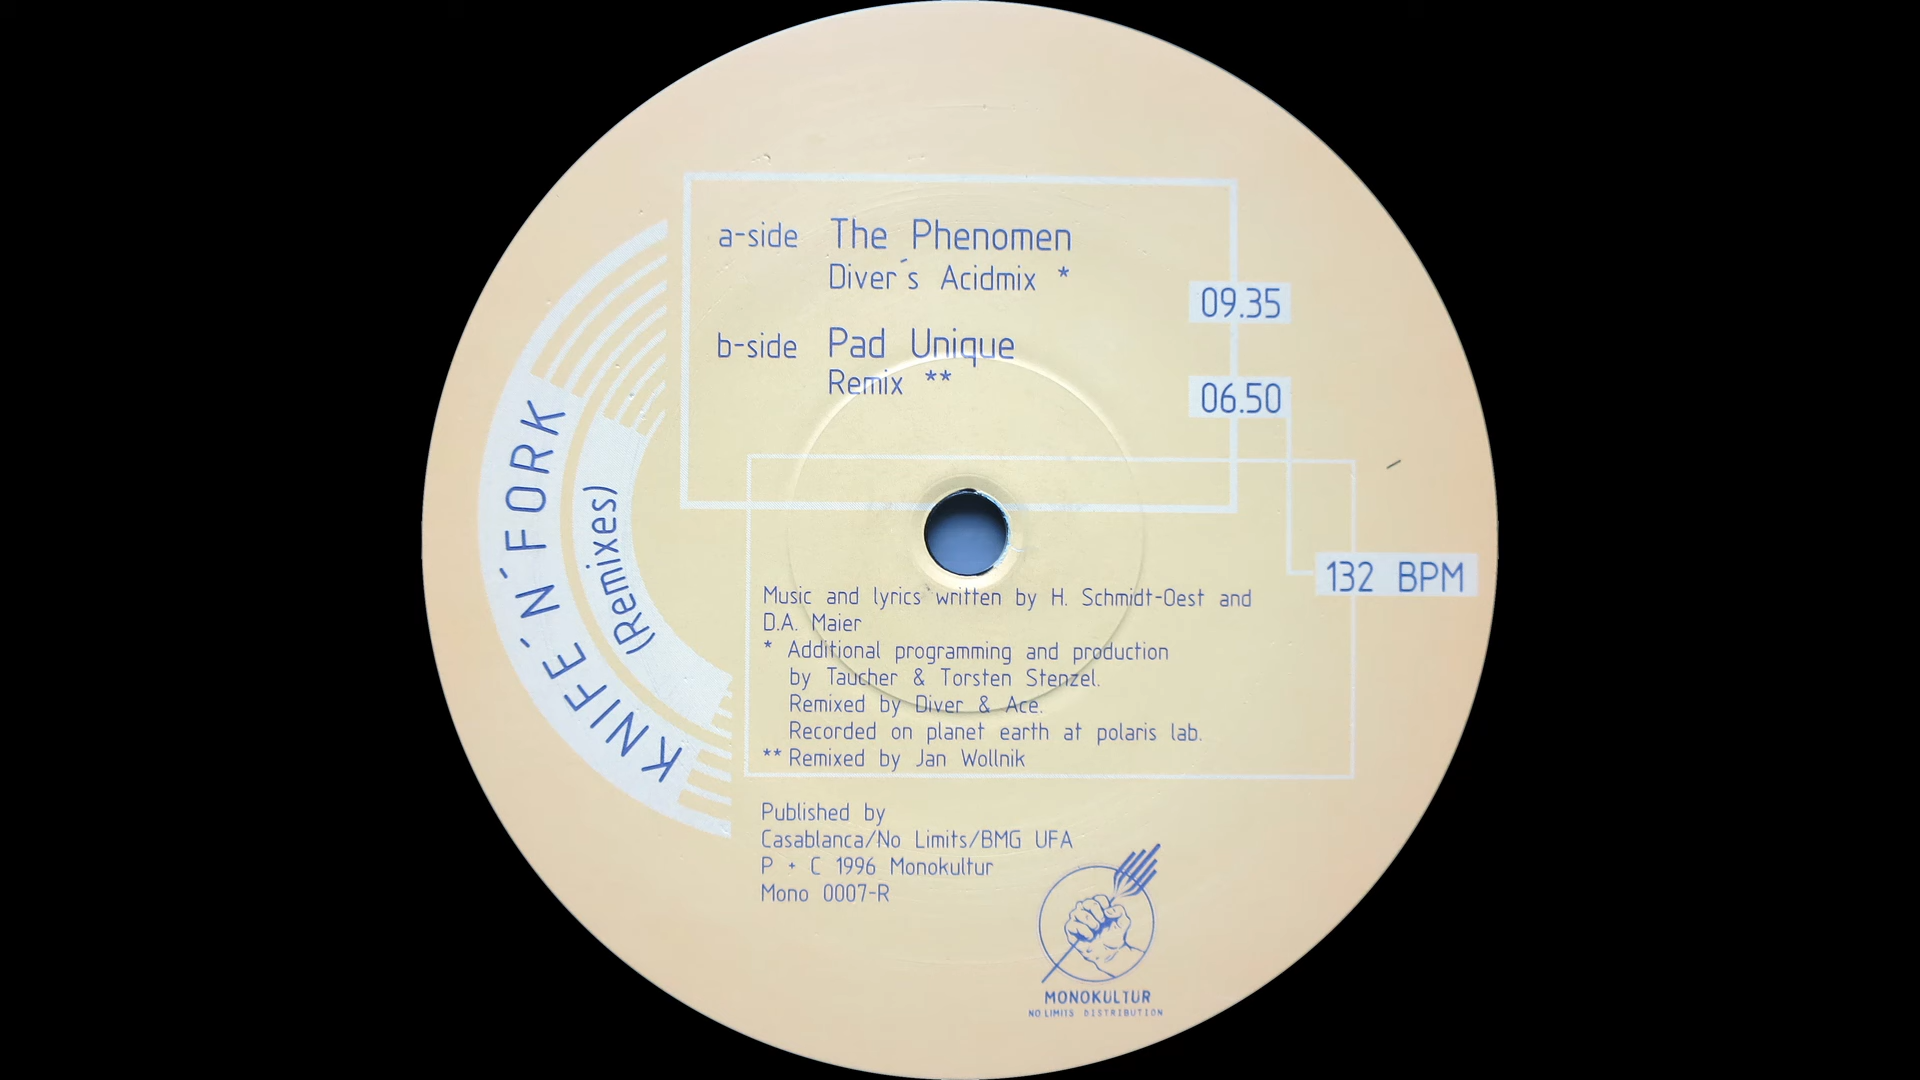 KNIFE´N´FORK
(Remixes)
a-side The Phenomen
Diver´s Acidmix *
09.35
b-side Pad Unique
Remix **
06.50
132 BPM
Music and lyrics written by H. Schmidt-Oest and
D.A. Maier
* Additional programming and production
by Taucher & Torsten Stenzel.
Remixed by Diver & Ace.
Recorded on planet earth at polaris lab.
** Remixed by Jan Wollnik
Published by
Casablanca/No Limits/BMG UFA
P + C 1996 Monokultur
Mono 0007-R
MONOKULTUR
NO LIMITS DISTRIBUTION